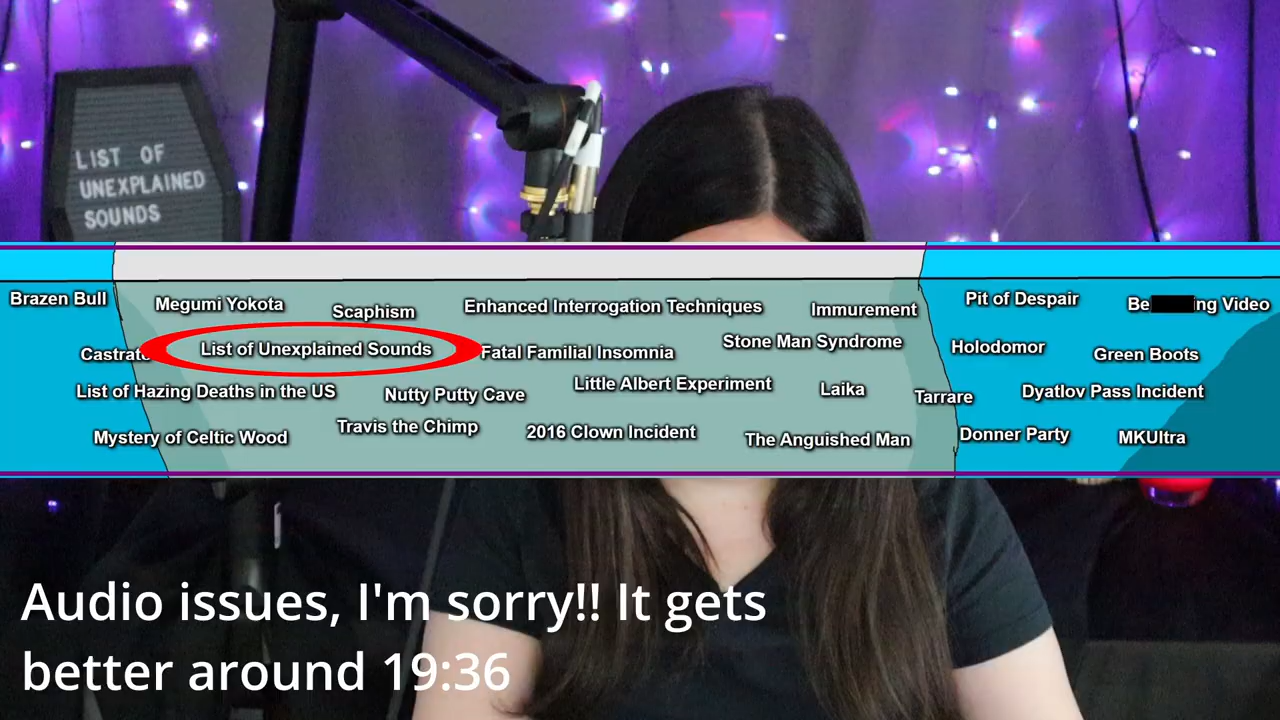 LIST OF
UNEXPLAINED
SOUNDS
Brazen Bull
Megumi Yokota
Scaphism
Enhanced Interrogation Techniques
Immurement
Pit of Despair
Be ing Video
Castrato
List of Unexplained Sounds
Fatal Familial Insomnia
Stone Man Syndrome
Holodomor
Green Boots
List of Hazing Deaths in the US
Nutty Putty Cave
Little Albert Experiment
Laika
Tarrare
Dyatlov Pass Incident
Mystery of Celtic Wood
Travis the Chimp
2016 Clown Incident
The Anguished Man
Donner Party
MKUltra
Audio issues, I'm sorry!! It gets
better around 19:36